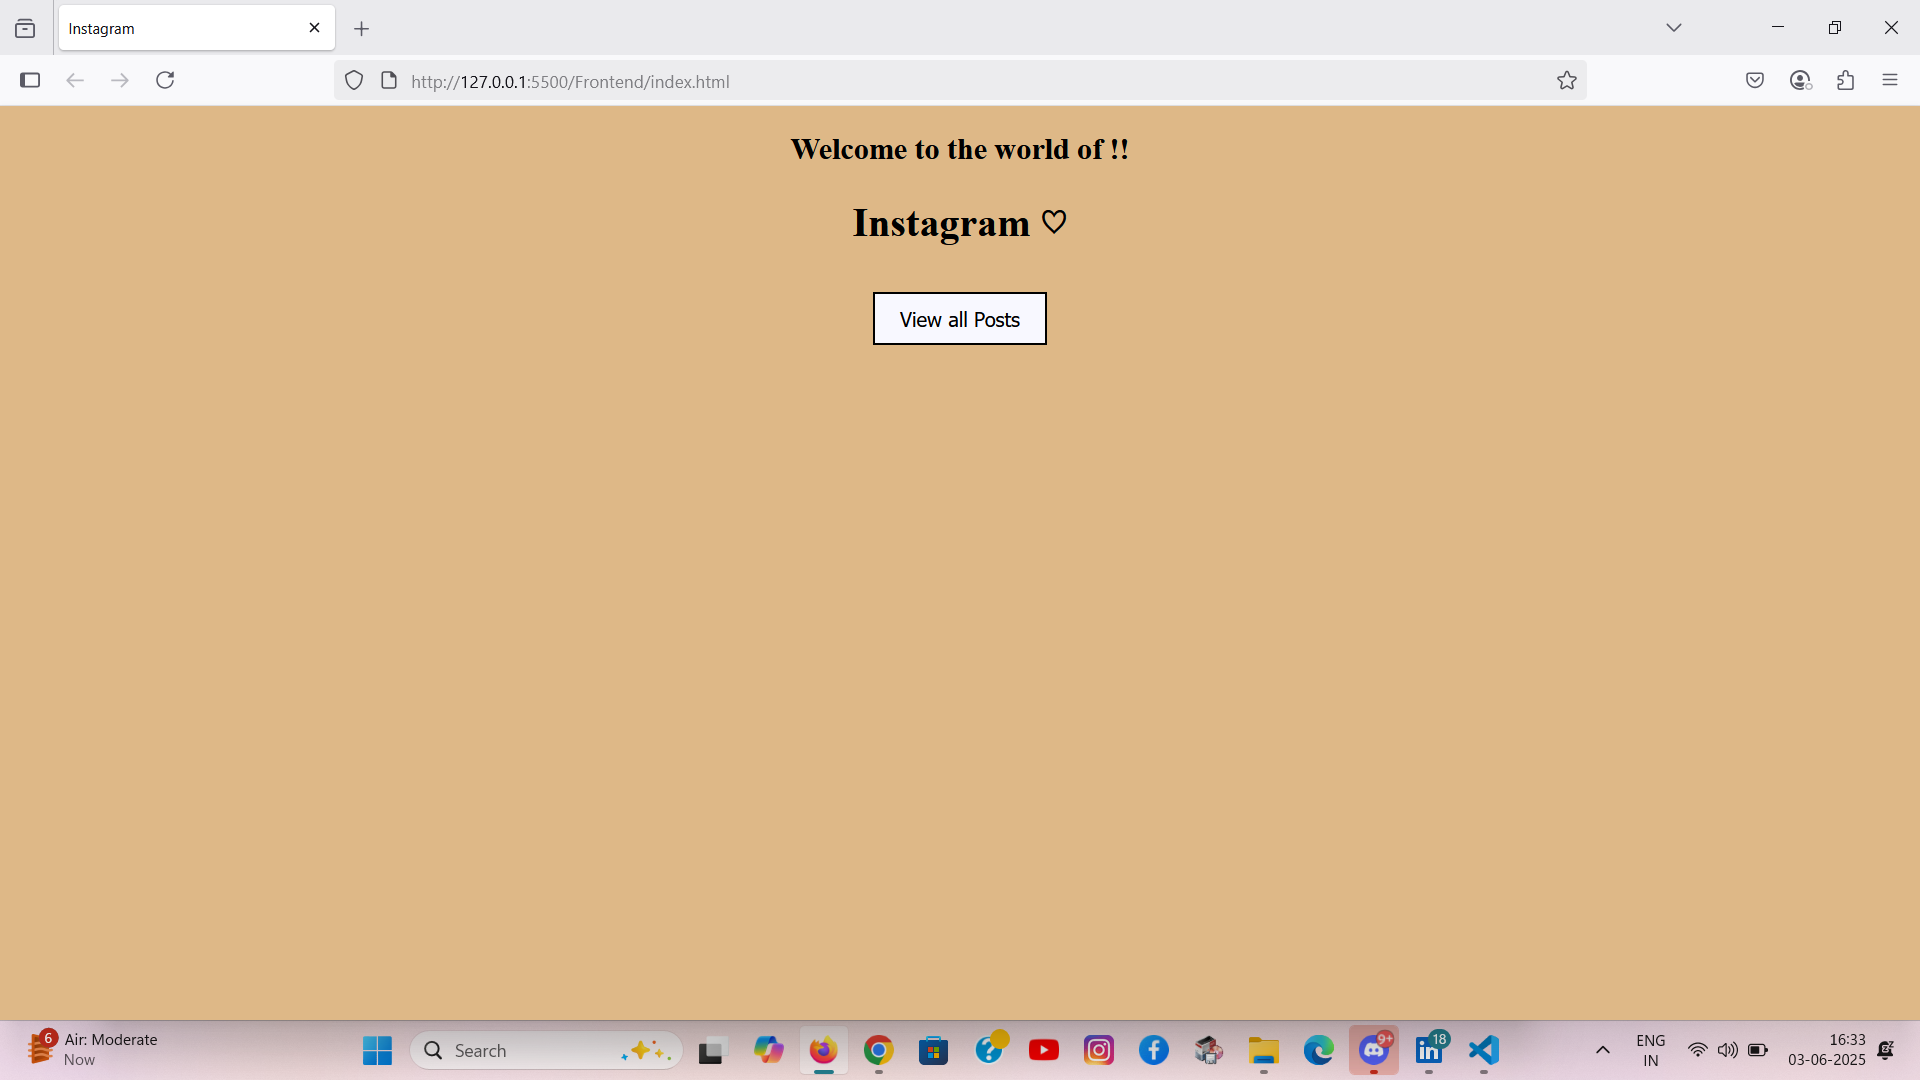 Instagram
http://127.0.0.1:5500/Frontend/index.html
Welcome to the world of !!
Instagram ♡
View all Posts
6
Air: Moderate
Now
Search
9+
18
ENG
IN
16:33
03-06-2025